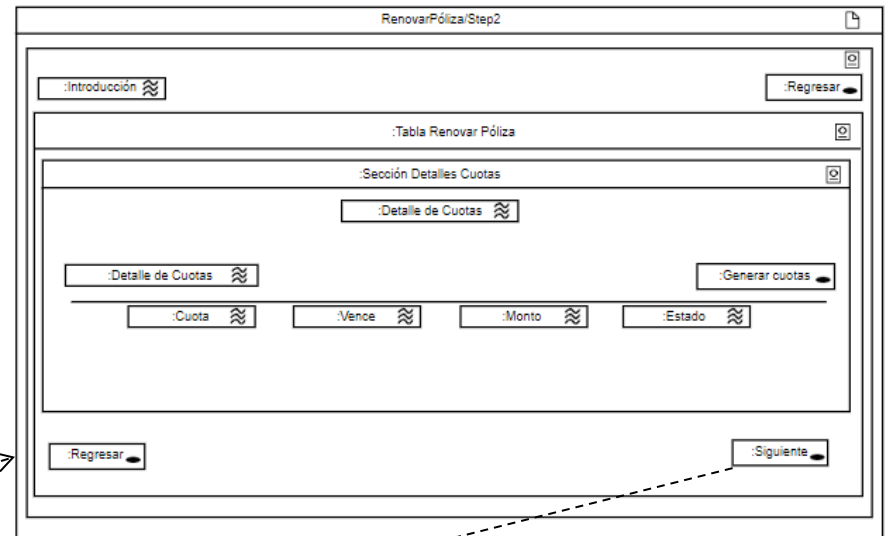 RenovarPóliza/Step2
:Introducción
:Regresar
:Tabla Renovar Póliza
:Sección Detalles Cuotas
:Detalle de Cuotas
:Detalle de Cuotas
:Generar cuotas
:Cuota
:Vence
:Monto
:Estado
:Regresar
:Siguiente